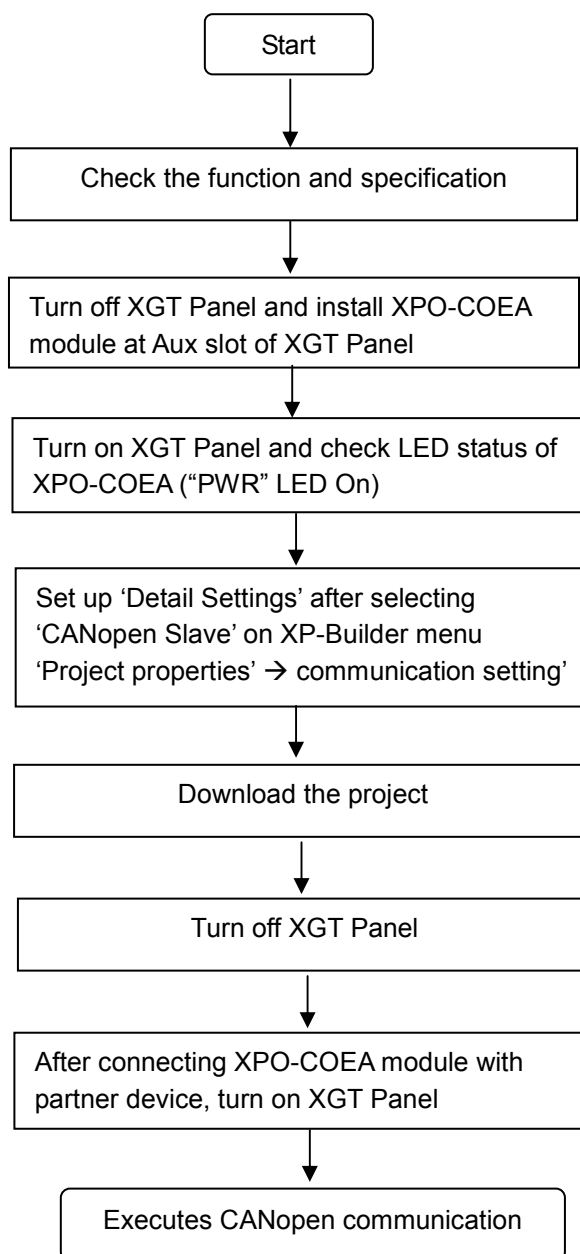 Start
Check the function and specification
Turn off XGT Panel and install XPO-COEA
module at Aux slot of XGT Panel
Turn on XGT Panel and check LED status of
XPO-COEA (“PWR” LED On)
Set up ‘Detail Settings’ after selecting
‘CANopen Slave’ on XP-Builder menu
‘Project properties’ → communication setting’
Download the project
Turn off XGT Panel
After connecting XPO-COEA module with
partner device, turn on XGT Panel
Executes CANopen communication